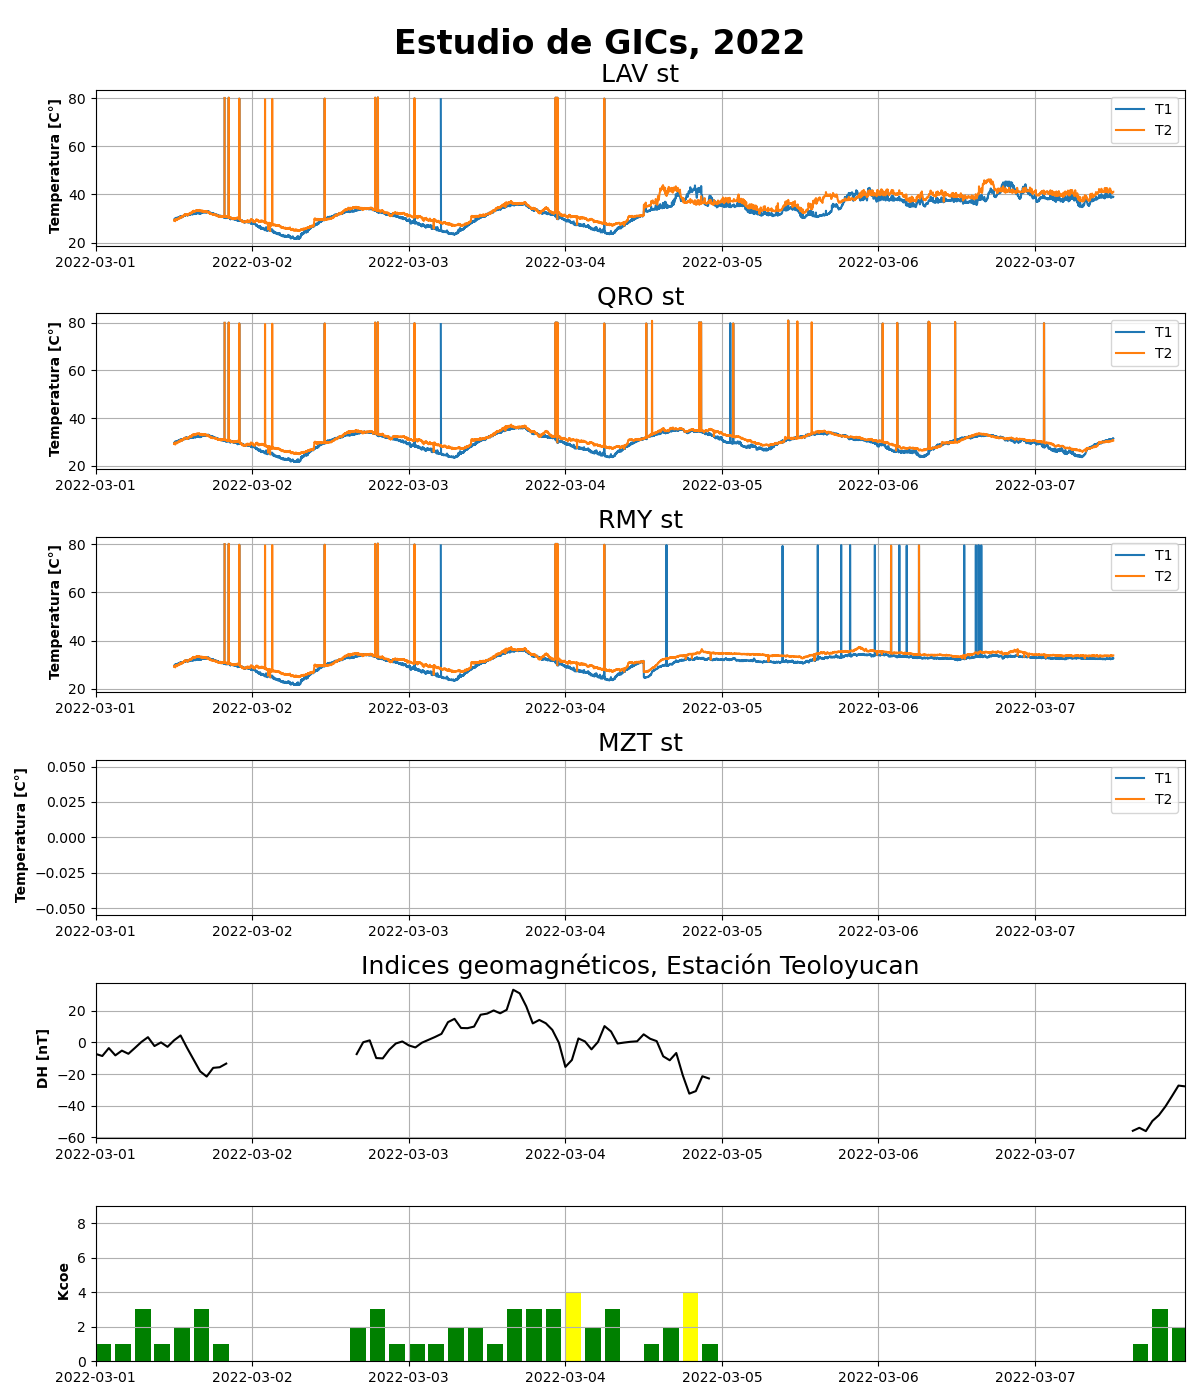 Estudio de GICs, 2022
LAV st
Temperatura [C°]
80
60
40
20
T1
T2
2022-03-01 2022-03-02 2022-03-03 2022-03-04 2022-03-05 2022-03-06 2022-03-07
QRO st
Temperatura [C°]
80
60
40
20
T1
T2
2022-03-01 2022-03-02 2022-03-03 2022-03-04 2022-03-05 2022-03-06 2022-03-07
RMY st
Temperatura [C°]
80
60
40
20
T1
T2
2022-03-01 2022-03-02 2022-03-03 2022-03-04 2022-03-05 2022-03-06 2022-03-07
MZT st
Temperatura [C°]
0.050
0.025
0.000
−0.025
−0.050
T1
T2
2022-03-01 2022-03-02 2022-03-03 2022-03-04 2022-03-05 2022-03-06 2022-03-07
Indices geomagnéticos, Estación Teoloyucan
DH [nT]
20
0
−20
−40
−60
2022-03-01 2022-03-02 2022-03-03 2022-03-04 2022-03-05 2022-03-06 2022-03-07
Kcoe
8
6
4
2
0
2022-03-01 2022-03-02 2022-03-03 2022-03-04 2022-03-05 2022-03-06 2022-03-07